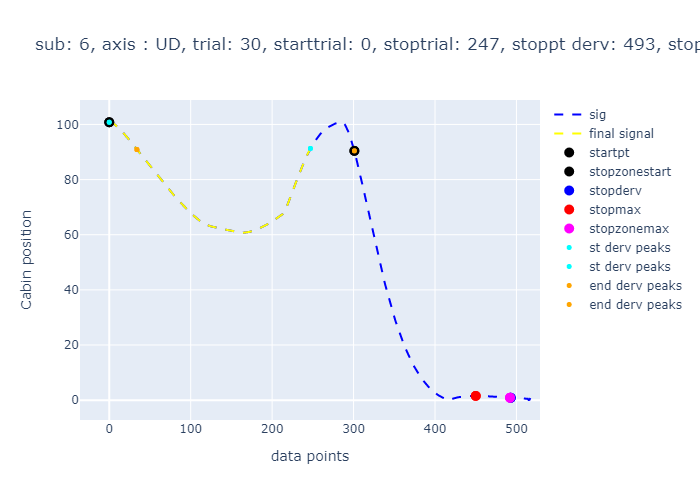 sub: 6, axis : UD, trial: 30, starttrial: 0, stoptrial: 247, stoppt derv: 493, stop
100
80
60
40
20
0
Cabin position
0
100
200
300
400
500
data points
sig
final signal
startpt
stopzonestart
stopderv
stopmax
stopzonemax
st derv peaks
st derv peaks
end derv peaks
end derv peaks